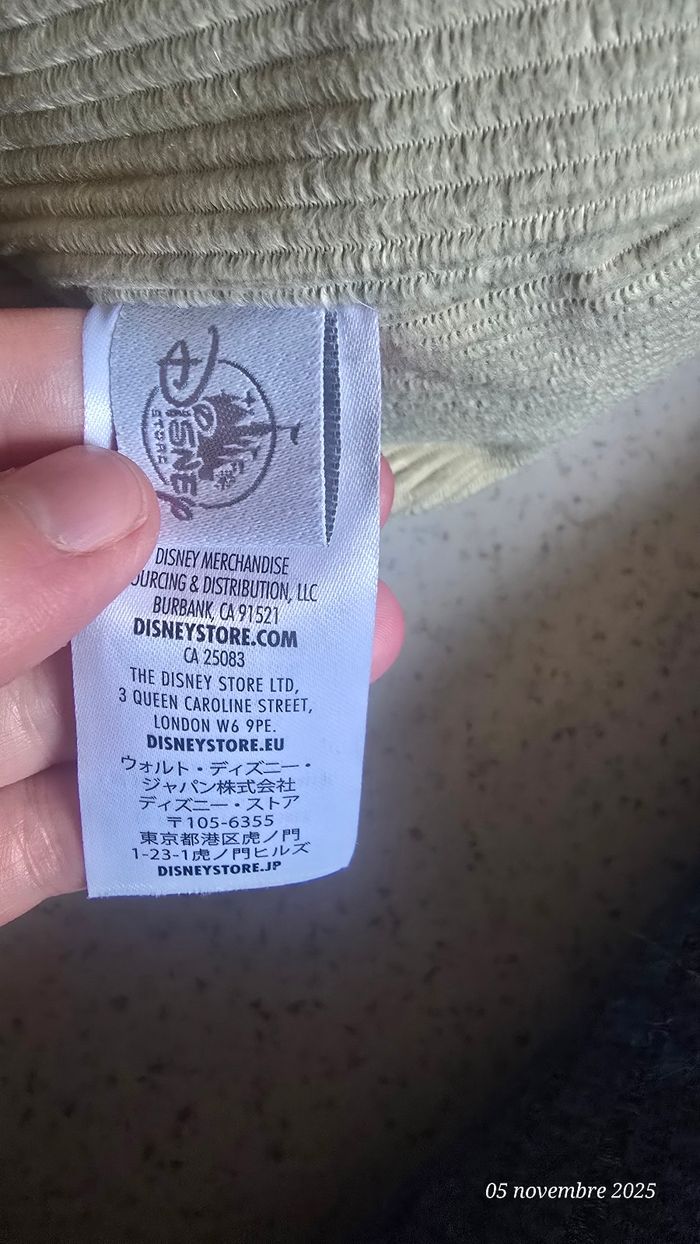 DISNEY
STORE
DISNEY MERCHANDISE
& DISTRIBUTION, LLC
BURBANK, CA 91521
DISNEYSTORE.COM
CA 25083
THE DISNEY STORE LTD,
3 QUEEN CAROLINE STREET,
LONDON W6 9PE.
DISNEYSTORE.EU
ウォルト・ディズニー・
ジャパン株式会社
ディズニー・ストア
〒105-6355
東京都港区虎ノ門
1-23-1虎ノ門ヒルズ
DISNEYSTORE.JP
05 novembre 2025